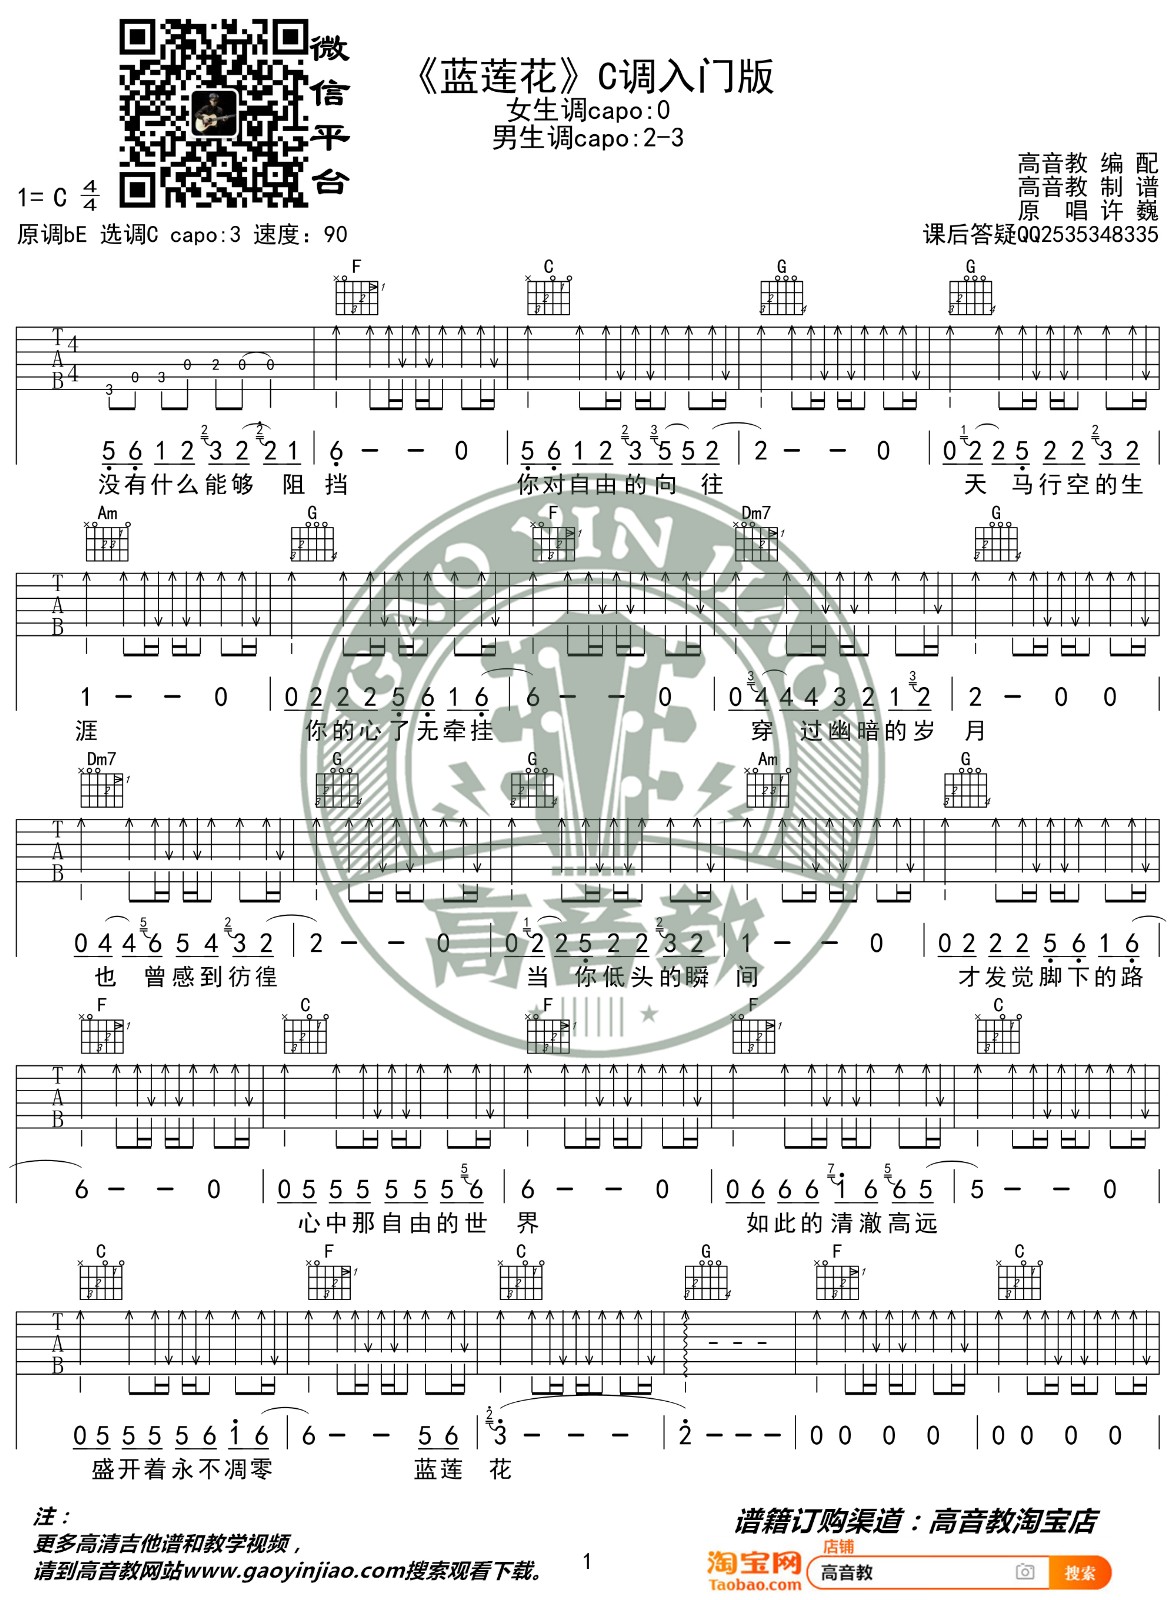 微信平台
《蓝莲花》C调入门版
女生调capo:0
男生调capo:2-3
高音教 编 配
高音教 制 谱
原 唱 许 巍
1= C 4/4
原调bE 选调C capo:3 速度: 90
课后答疑QQ2535348335
F C G G
T A B 4 4 3 0 3 0 2 0 0
5 6 1 2 3 2 2 1 | 6 - - 0 | 5 6 1 2 3 5 5 2 | 2 - - 0 | 0 2 2 5 2 2 3 2
没有什么能够 阻 挡 你对自由的向 往 天 马行空的生
Am G F Dm7 G
T A B
1 - - 0 | 0 2 2 2 5 6 1 6 | 6 - - 0 | 0 4 4 4 3 2 1 2 | 2 - 0 0
涯 你的心了无牵挂 穿 过幽暗的岁 月
Dm7 G G Am G
T A B
0 4 4 6 5 4 3 2 | 2 - - 0 | 0 2 2 5 2 2 3 2 | 1 - - 0 | 0 2 2 2 5 6 1 6
也 曾感到彷徨 当 你低头的瞬 间 才发觉脚下的路
F C F F C
T A B
6 - - 0 | 0 5 5 5 5 5 5 6 | 6 - - 0 | 0 6 6 6 1 6 6 5 | 5 - - 0
心中那自由的世 界 如此的清澈高远
C F C G F C
T A B
0 5 5 5 5 6 1 6 | 6 - - 5 6 | 3 - - - | 2 - - - | 0 0 0 0 | 0 0 0 0
盛开着永不凋零 蓝莲 花
GAO YIN JIAO
高音教
注：
更多高清吉他谱和教学视频，
请到高音教网站www.gaoyinjiao.com搜索观看下载。
1
谱籍订购渠道：高音教淘宝店
淘宝网
Taobao.com
店铺
高音教
搜索